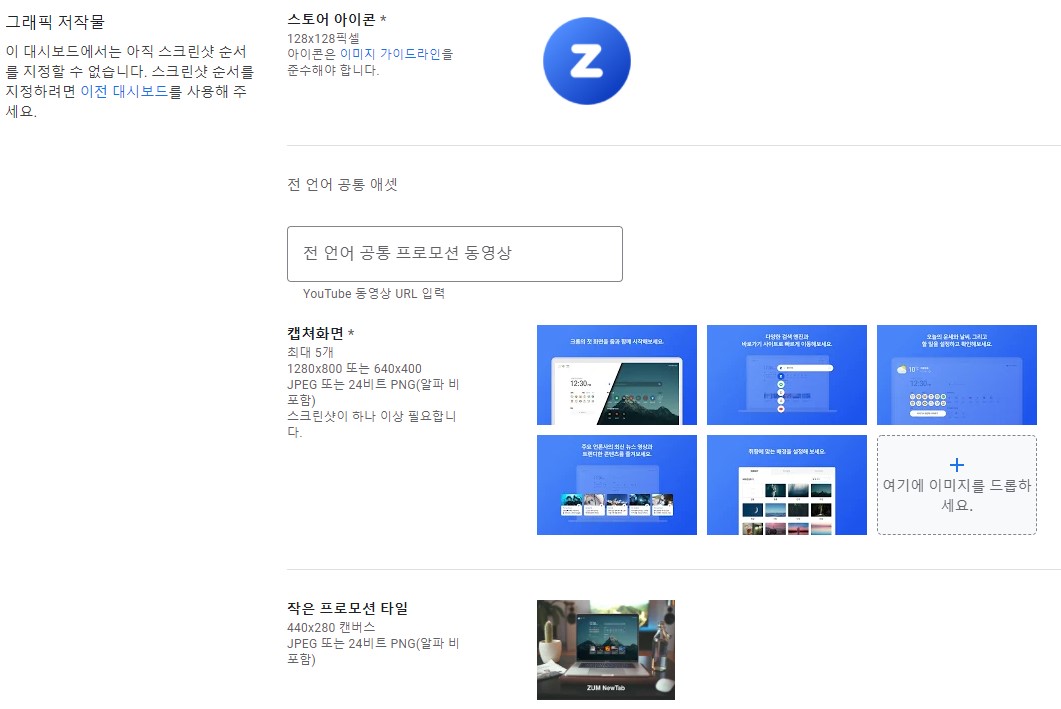 그래픽 저작물
이 대시보드에서는 아직 스크린샷 순서
를 지정할 수 없습니다. 스크린샷 순서를
지정하려면 이전 대시보드를 사용해 주
세요.
스토어 아이콘 *
128x128픽셀
아이콘은 이미지 가이드라인을
준수해야 합니다.
Z
전 언어 공통 애셋
전 언어 공통 프로모션 동영상
YouTube 동영상 URL 입력
캡쳐화면 *
최대 5개
1280x800 또는 640x400
JPEG 또는 24비트 PNG(알파 비
포함)
스크린샷이 하나 이상 필요합니
다.
크롬의 첫 화면을 줌과 함께 시작해보세요.
12:30
다양한 검색 엔진과
바로가기 사이트로 빠르게 이동해보세요.
오늘의 운세와 날씨, 그리고
할 일을 설정하고 확인해보세요.
10°
12:30
주요 언론사의 최신 뉴스 영상과
트렌디한 콘텐츠를 즐겨보세요.
취향에 맞는 배경을 설정해 보세요.
여기에 이미지를 드롭하
세요.
작은 프로모션 타일
440x280 캔버스
JPEG 또는 24비트 PNG(알파 비
포함)
ZUM NewTab